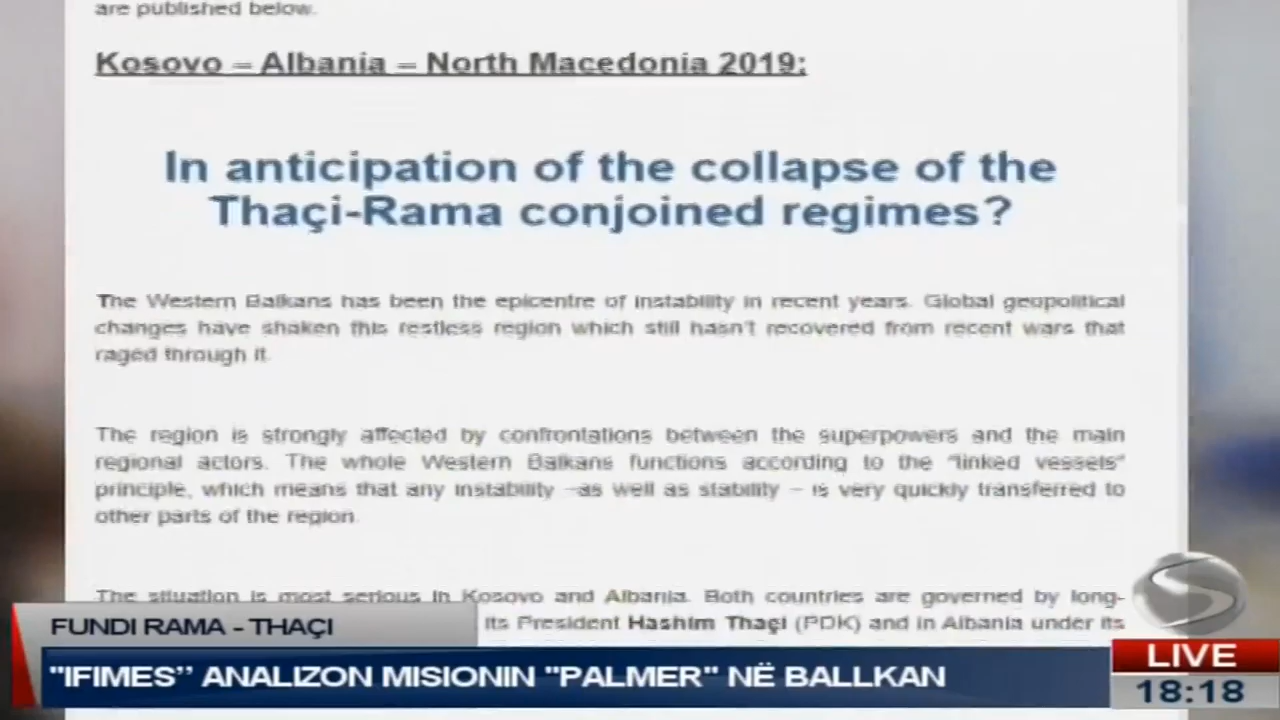 are published below.
Kosovo – Albania – North Macedonia 2019:
In anticipation of the collapse of the
Thaçi-Rama conjoined regimes?
The Western Balkans has been the epicentre of instability in recent years. Global geopolitical
changes have shaken this restless region which still hasn't recovered from recent wars that
raged through it.
The region is strongly affected by confrontations between the superpowers and the main
regional actors. The whole Western Balkans functions according to the "linked vessels"
principle, which means that any instability –as well as stability – is very quickly transferred to
other parts of the region.
The situation is most serious in Kosovo and Albania. Both countries are governed by long-
its President Hashim Thaçi (PDK) and in Albania under its
FUNDI RAMA - THAÇI
"IFIMES” ANALIZON MISIONIN "PALMER" NË BALLKAN
LIVE
18:18